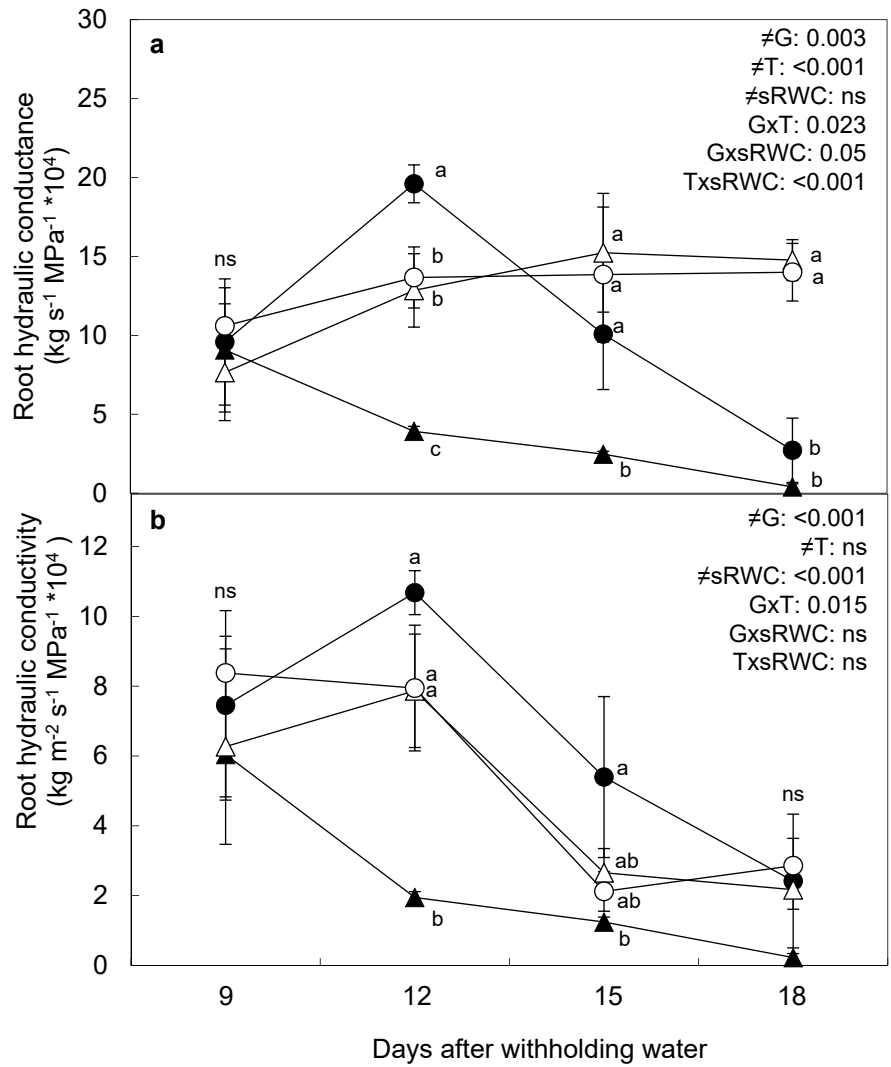 30
25
20
15
10
5
0
Root hydraulic conductance
(kg s⁻¹ MPa⁻¹ *10⁴)
a
≠G: 0.003
≠T: <0.001
≠sRWC: ns
GxT: 0.023
GxsRWC: 0.05
TxsRWC: <0.001
ns
a
b
b
c
a
a
a
b
a
a
b
b
12
10
8
6
4
2
0
Root hydraulic conductivity
(kg m⁻² s⁻¹ MPa⁻¹ *10⁴)
b
≠G: <0.001
≠T: ns
≠sRWC: <0.001
GxT: 0.015
GxsRWC: ns
TxsRWC: ns
ns
a
a
a
b
a
ab
ab
b
ns
9 12 15 18
Days after withholding water